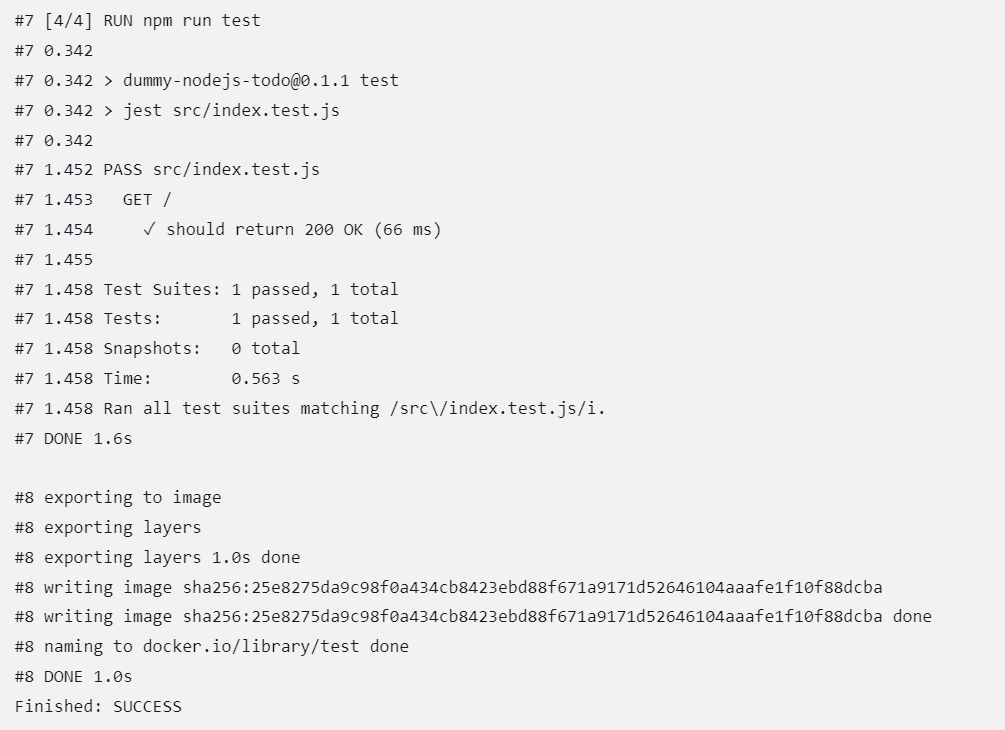 #7 [4/4] RUN npm run test
#7 0.342
#7 0.342 > dummy-nodejs-todo@0.1.1 test
#7 0.342 > jest src/index.test.js
#7 0.342
#7 1.452 PASS src/index.test.js
#7 1.453   GET /
#7 1.454     ✓ should return 200 OK (66 ms)
#7 1.455
#7 1.458 Test Suites: 1 passed, 1 total
#7 1.458 Tests:       1 passed, 1 total
#7 1.458 Snapshots:   0 total
#7 1.458 Time:        0.563 s
#7 1.458 Ran all test suites matching /src\/index.test.js/i.
#7 DONE 1.6s

#8 exporting to image
#8 exporting layers
#8 exporting layers 1.0s done
#8 writing image sha256:25e8275da9c98f0a434cb8423ebd88f671a9171d52646104aaafe1f10f88dcba
#8 writing image sha256:25e8275da9c98f0a434cb8423ebd88f671a9171d52646104aaafe1f10f88dcba done
#8 naming to docker.io/library/test done
#8 DONE 1.0s
Finished: SUCCESS